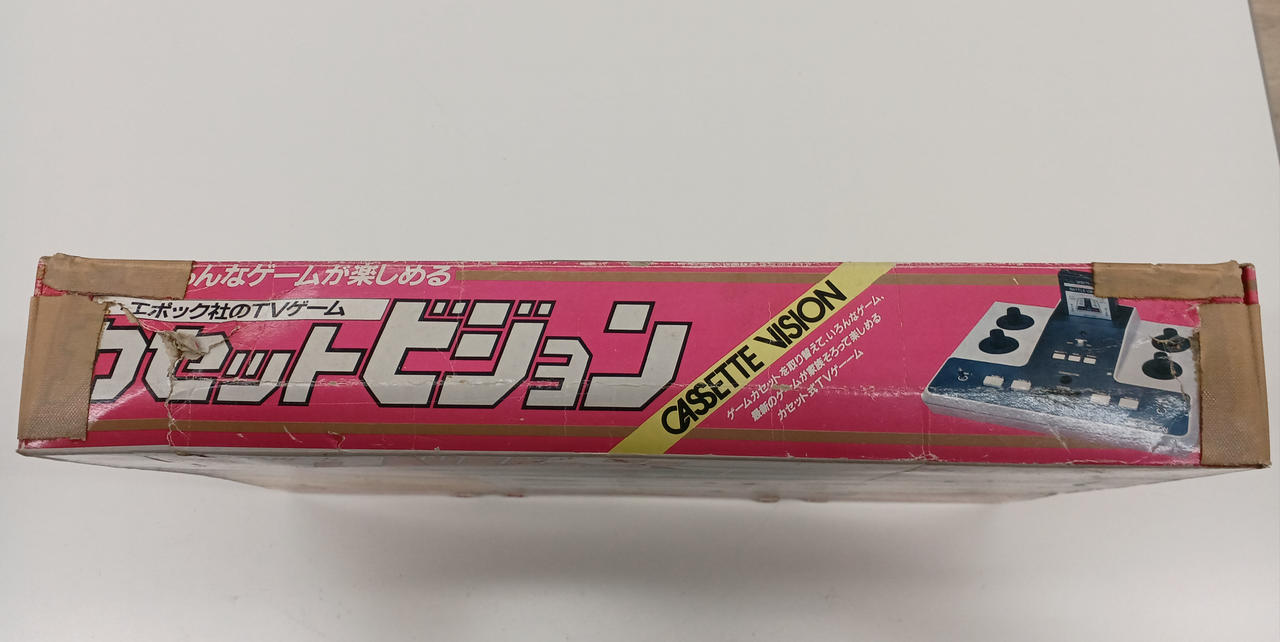 んなゲームが楽しめる
エポック社のTVゲーム
カセットビジョン
CASSETTE VISION
ゲームカセットを取り替えて、いろんなゲーム、
最新のゲームが家族そろって楽しめる
カセット式TVゲーム